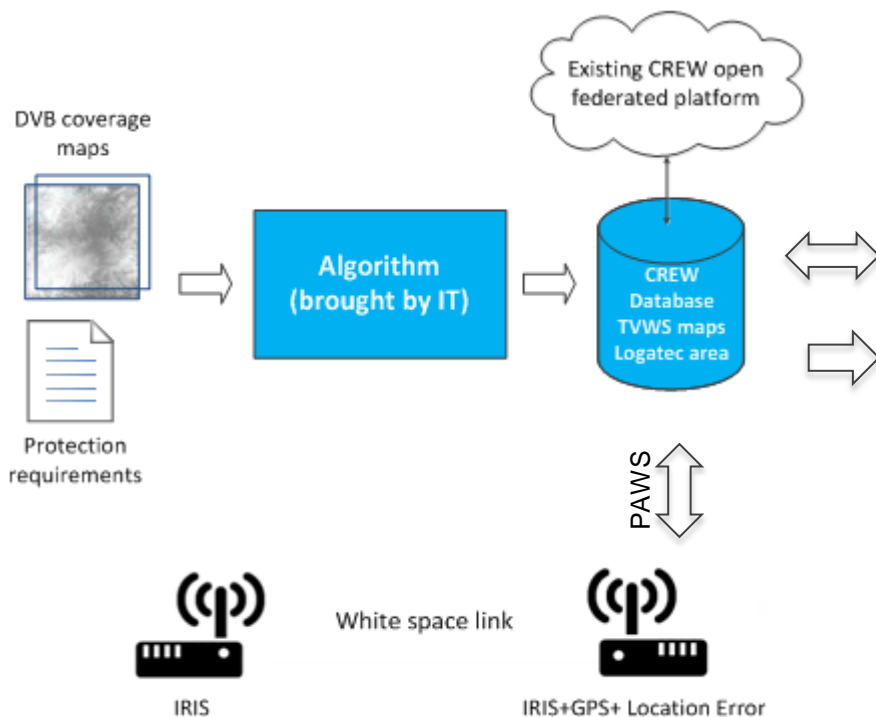 Existing CREW open
federated platform
DVB coverage
maps
Algorithm
(brought by IT)
CREW
Database
TVWS maps
Logatec area
Protection
requirements
PAWS
White space link
IRIS
IRIS+GPS+ Location Error